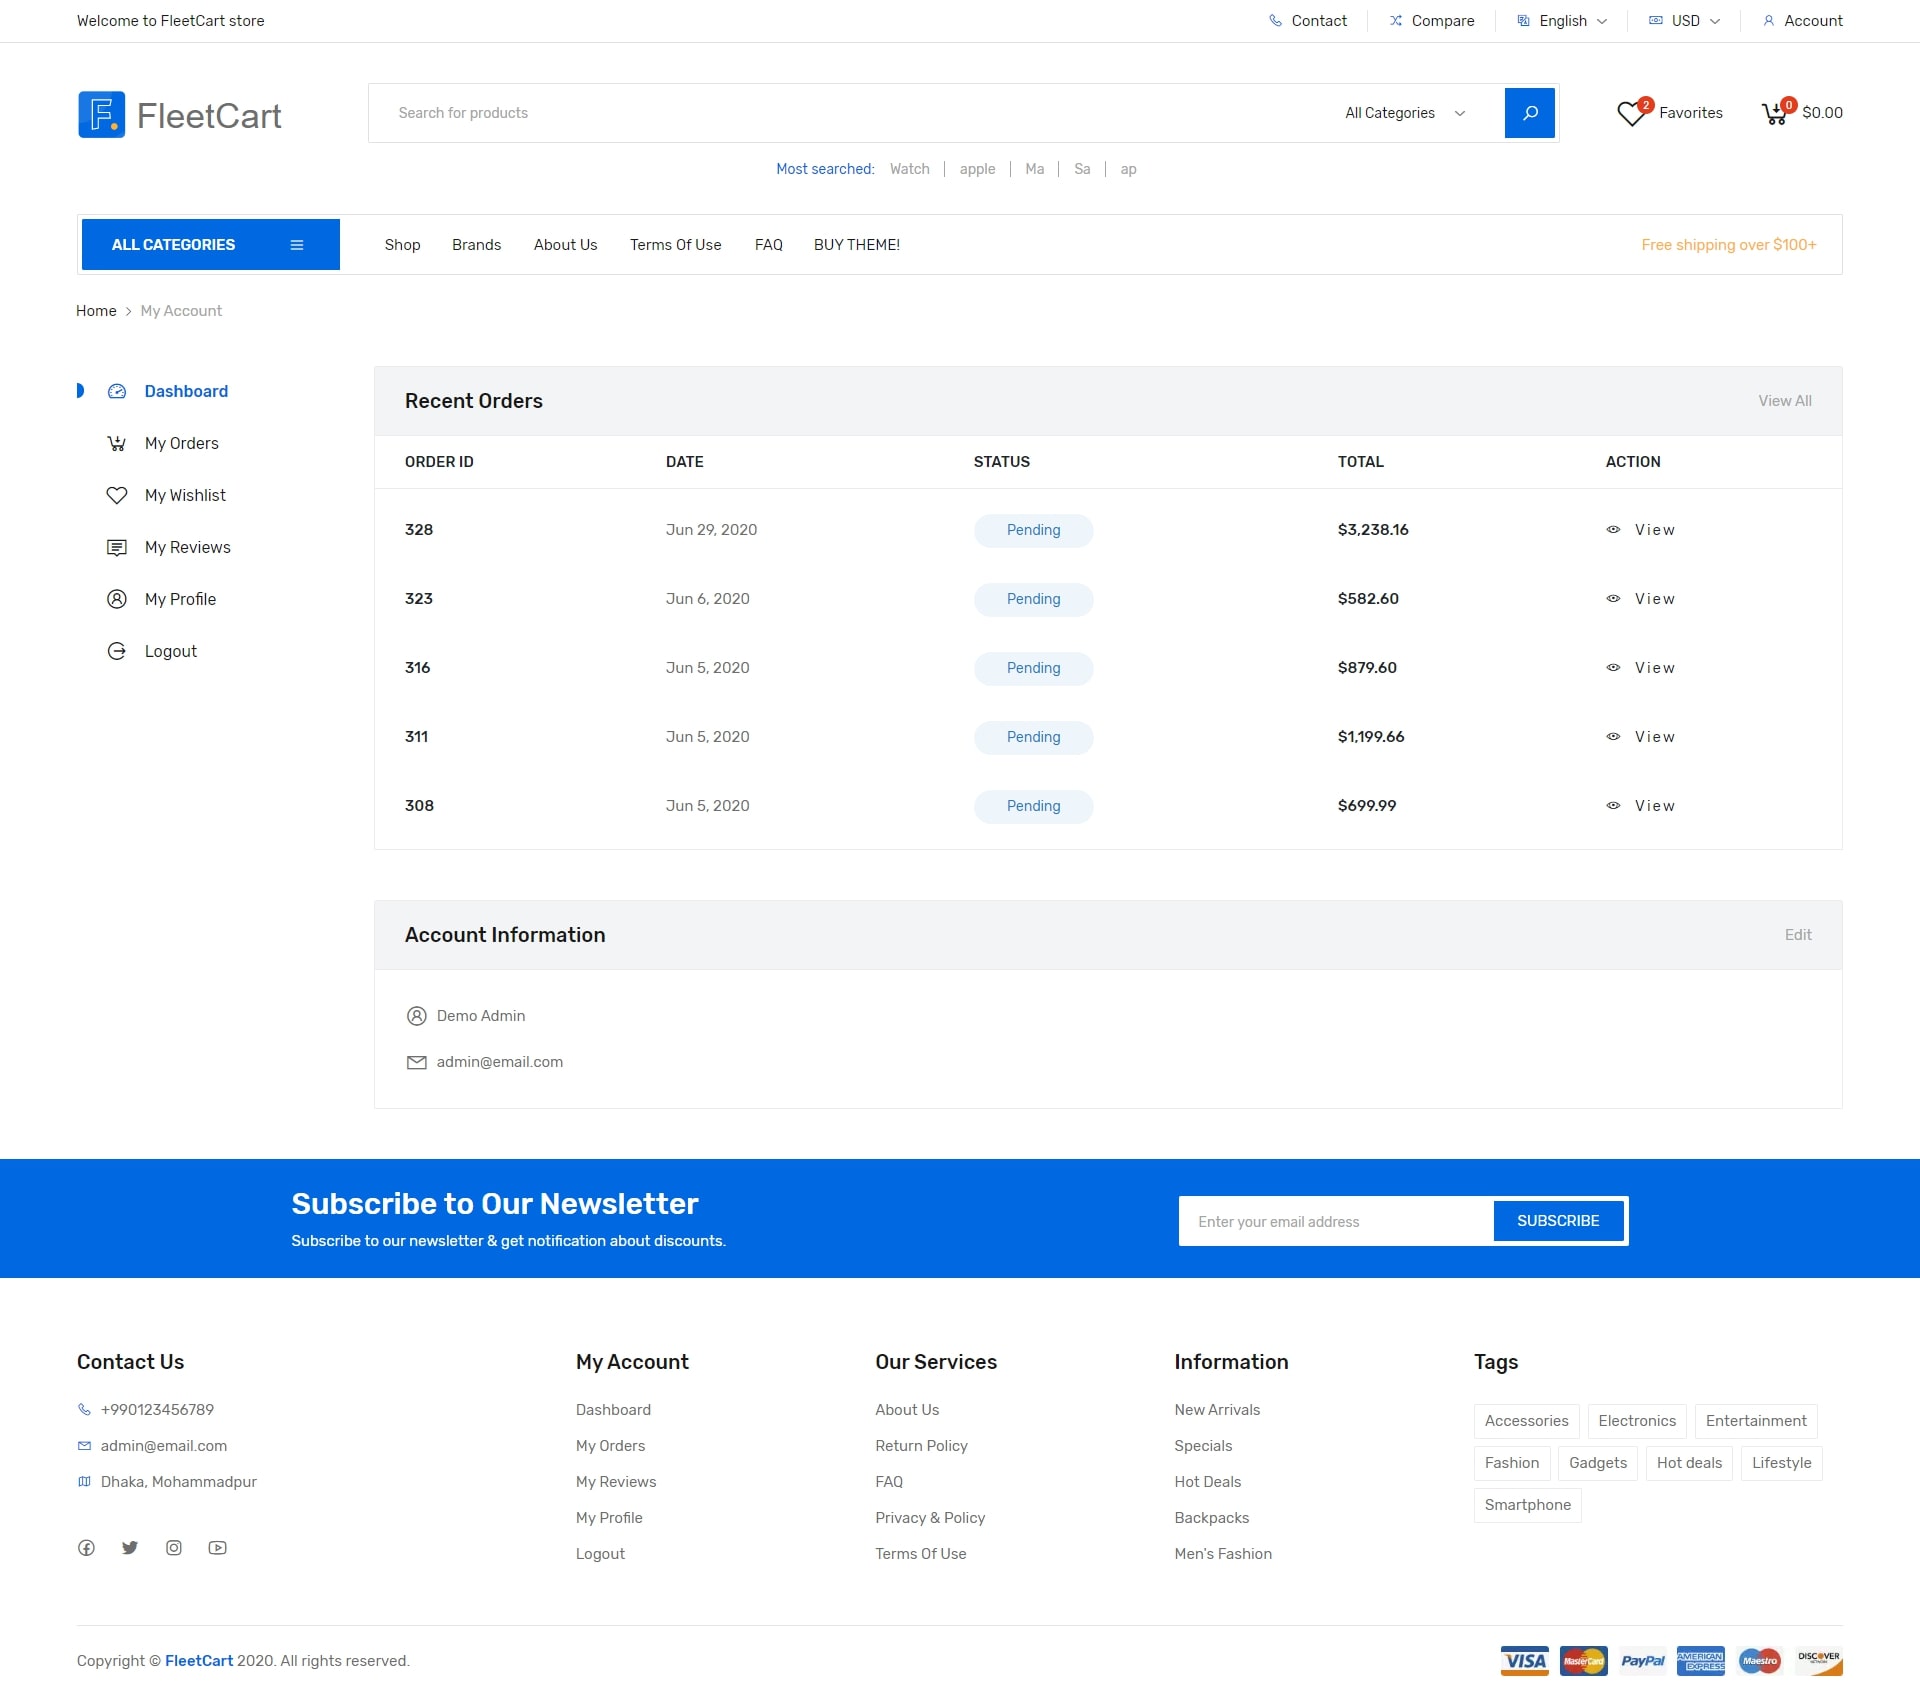 Welcome to FleetCart store Contact Compare English USD Account
FleetCart Search for products All Categories 2 Favorites 0 $0.00
Most searched: Watch apple Ma Sa ap
ALL CATEGORIES Shop Brands About Us Terms Of Use FAQ BUY THEME! Free shipping over $100+
Home > My Account
Dashboard
My Orders
My Wishlist
My Reviews
My Profile
Logout
Recent Orders View All
ORDER ID DATE STATUS TOTAL ACTION
328 Jun 29, 2020 Pending $3,238.16 View
323 Jun 6, 2020 Pending $582.60 View
316 Jun 5, 2020 Pending $879.60 View
311 Jun 5, 2020 Pending $1,199.66 View
308 Jun 5, 2020 Pending $699.99 View
Account Information Edit
Demo Admin
admin@email.com
Subscribe to Our Newsletter
Subscribe to our newsletter & get notification about discounts.
Enter your email address SUBSCRIBE
Contact Us
+990123456789
admin@email.com
Dhaka, Mohammadpur
My Account
Dashboard
My Orders
My Reviews
My Profile
Logout
Our Services
About Us
Return Policy
FAQ
Privacy & Policy
Terms Of Use
Information
New Arrivals
Specials
Hot Deals
Backpacks
Men's Fashion
Tags
Accessories Electronics Entertainment
Fashion Gadgets Hot deals Lifestyle
Smartphone
Copyright © FleetCart 2020. All rights reserved.
VISA MasterCard PayPal AMERICAN EXPRESS Maestro DISCOVER NETWORK